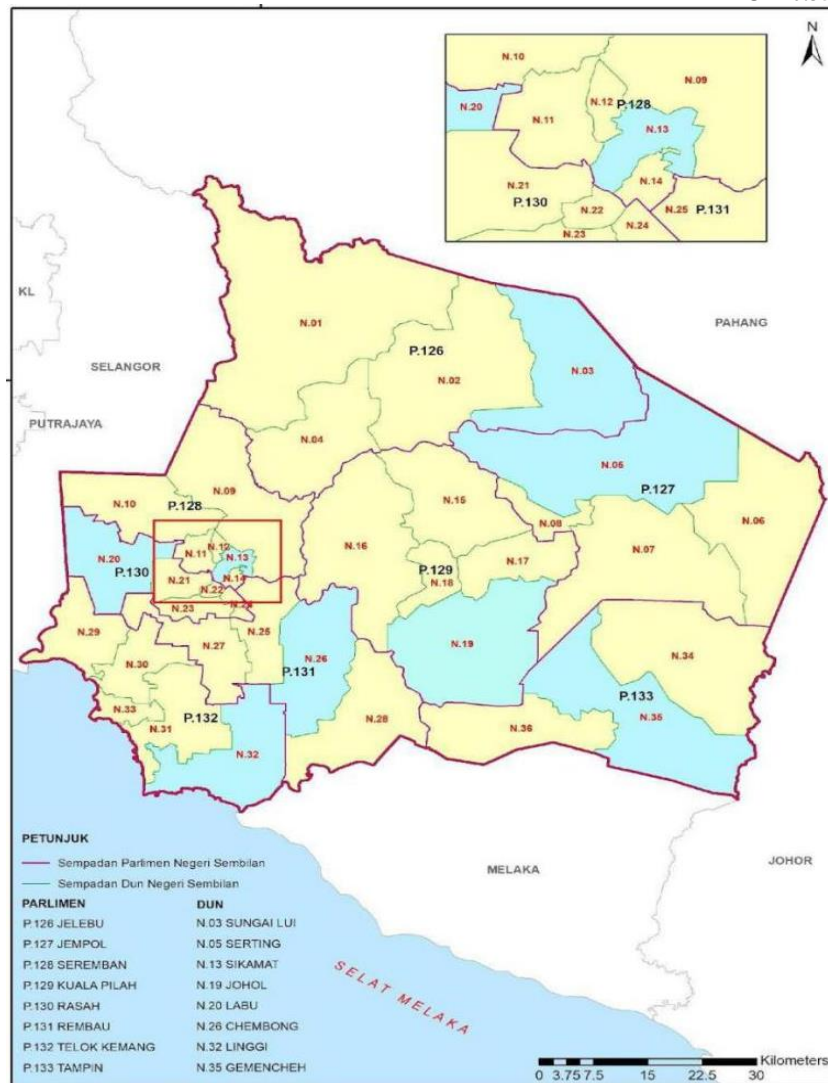 N
N.10
N.09
N.12
P.128
N.20
N.11
N.13
N.21
N.14
P.130
N.22
N.25
P.131
N.23
N.24
KL
PAHANG
N.01
SELANGOR
P.126
N.03
N.02
PUTRAJAYA
N.04
N.05
P.127
N.09
N.15
N.10
P.128
N.06
N.16
N.08
N.11
N.12
N.07
N.20
N.13
N.17
P.130
P.129
N.21
N.14
N.18
N.22
N.23
N.29
N.25
N.27
N.26
N.19
N.34
N.30
P.131
P.133
N.33
P.132
N.35
N.31
N.28
N.36
N.32
PETUNJUK
Sempadan Parlimen Negeri Sembilan
Sempadan Dun Negeri Sembilan
MELAKA
JOHOR
PARLIMEN DUN
P.126 JELEBU N.03 SUNGAI LUI
P.127 JEMPOL N.05 SERTING
P.128 SEREMBAN N.13 SIKAMAT
P.129 KUALA PILAH N.19 JOHOL
P.130 RASAH N.20 LABU
P.131 REMBAU N.26 CHEMBONG
P.132 TELOK KEMANG N.32 LINGGI
P.133 TAMPIN N.35 GEMENCHEH
SELAT MELAKA
Kilometers
0 3.75 7.5 15 22.5 30